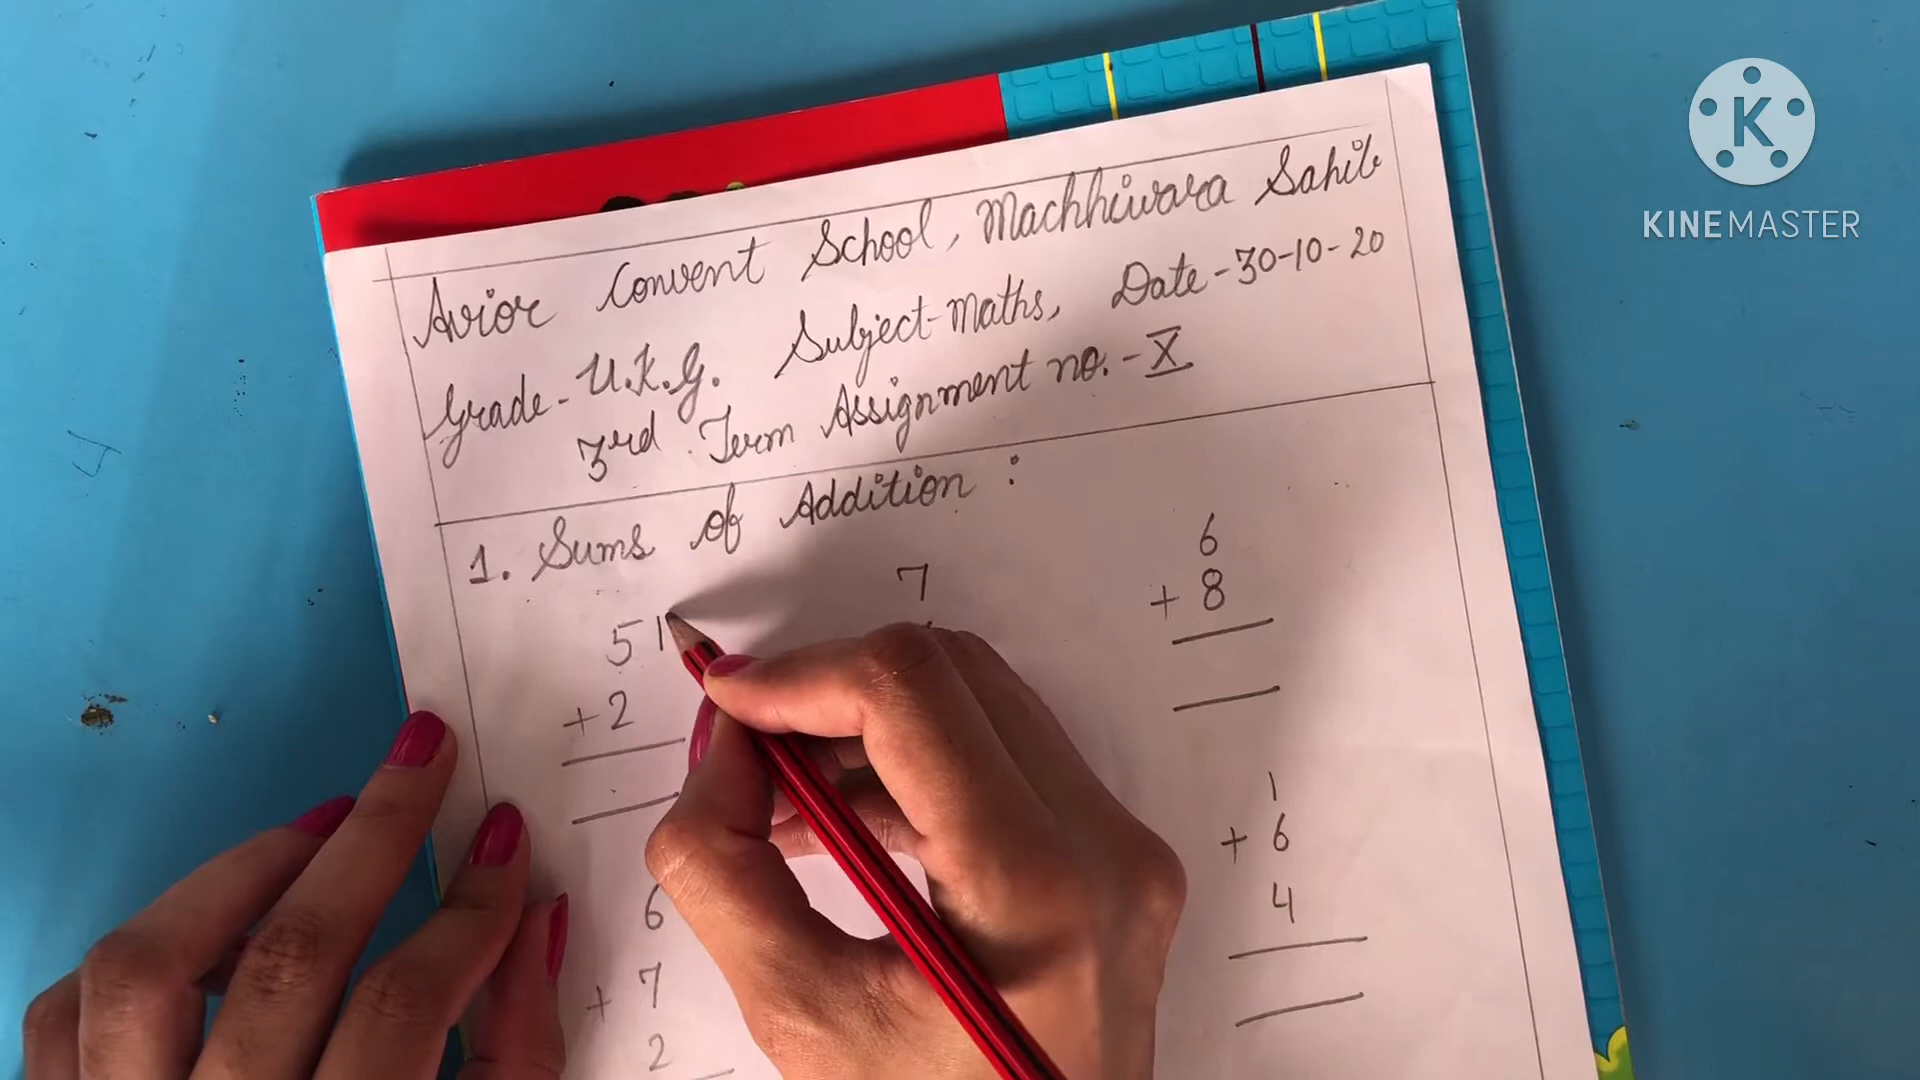 Avior Convent School, Machhiwara Sahib
Grade-U.K.G. Subject-Maths, Date-30-10-20
3rd Term Assignment no.-X
1. Sums of Addition :
5 |
+ 2
7
6
+ 8
6
+ 7
2
1
+ 6
4
KINEMASTER